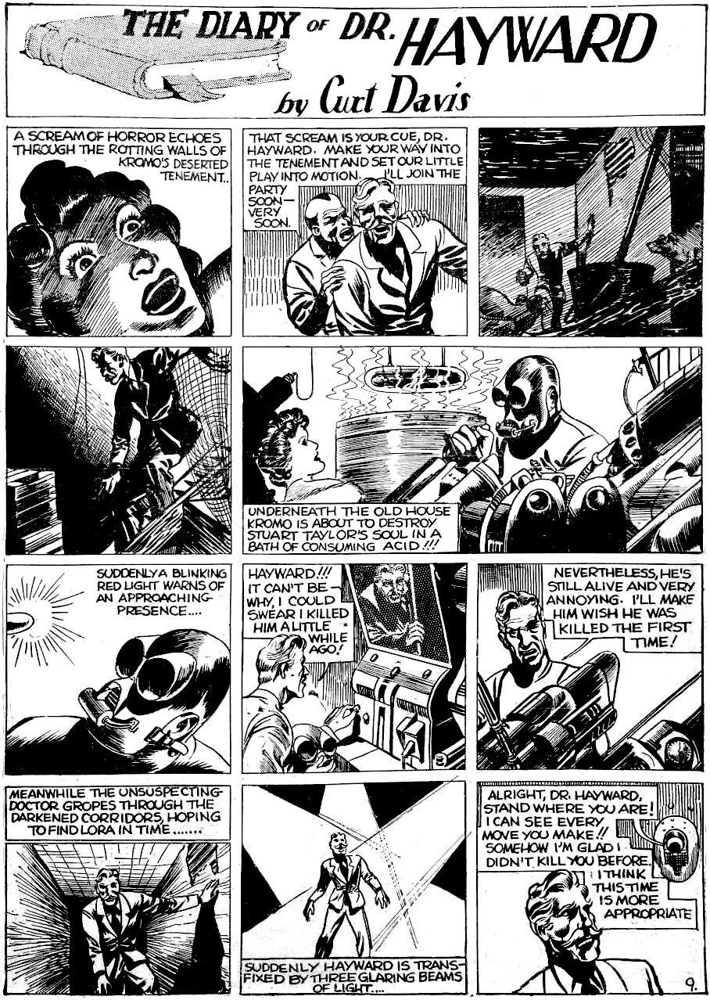 THE DIARY OF DR. HAYWARD
by Curt Davis
A SCREAM OF HORROR ECHOES
THROUGH THE ROTTING WALLS OF
KROMO'S DESERTED
TENEMENT..
THAT SCREAM IS YOUR CUE, DR.
HAYWARD. MAKE YOUR WAY INTO
THE TENEMENT AND SET OUR LITTLE
PLAY INTO MOTION. I'LL JOIN THE
PARTY
SOON—
VERY
SOON.
UNDERNEATH THE OLD HOUSE
KROMO IS ABOUT TO DESTROY
STUART TAYLOR'S SOUL IN A
BATH OF CONSUMING ACID!!!
SUDDENLY A BLINKING
RED LIGHT WARNS OF
AN APPROACHING
PRESENCE....
HAYWARD!!!
IT CAN'T BE—
WHY, I COULD
SWEAR I KILLED
HIM A LITTLE
WHILE
AGO!
NEVERTHELESS, HE'S
STILL ALIVE AND VERY
ANNOYING. I'LL MAKE
HIM WISH HE WAS
KILLED THE FIRST
TIME!
MEANWHILE THE UNSUSPECTING
DOCTOR GROPES THROUGH THE
DARKENED CORRIDORS, HOPING
TO FIND LORA IN TIME.......
SUDDENLY HAYWARD IS TRANS-
FIXED BY THREE GLARING BEAMS
OF LIGHT....
ALRIGHT, DR. HAYWARD,
STAND WHERE YOU ARE!
I CAN SEE EVERY
MOVE YOU MAKE!!
SOMEHOW I'M GLAD I
DIDN'T KILL YOU BEFORE.
I THINK
THIS TIME
IS MORE
APPROPRIATE
9.